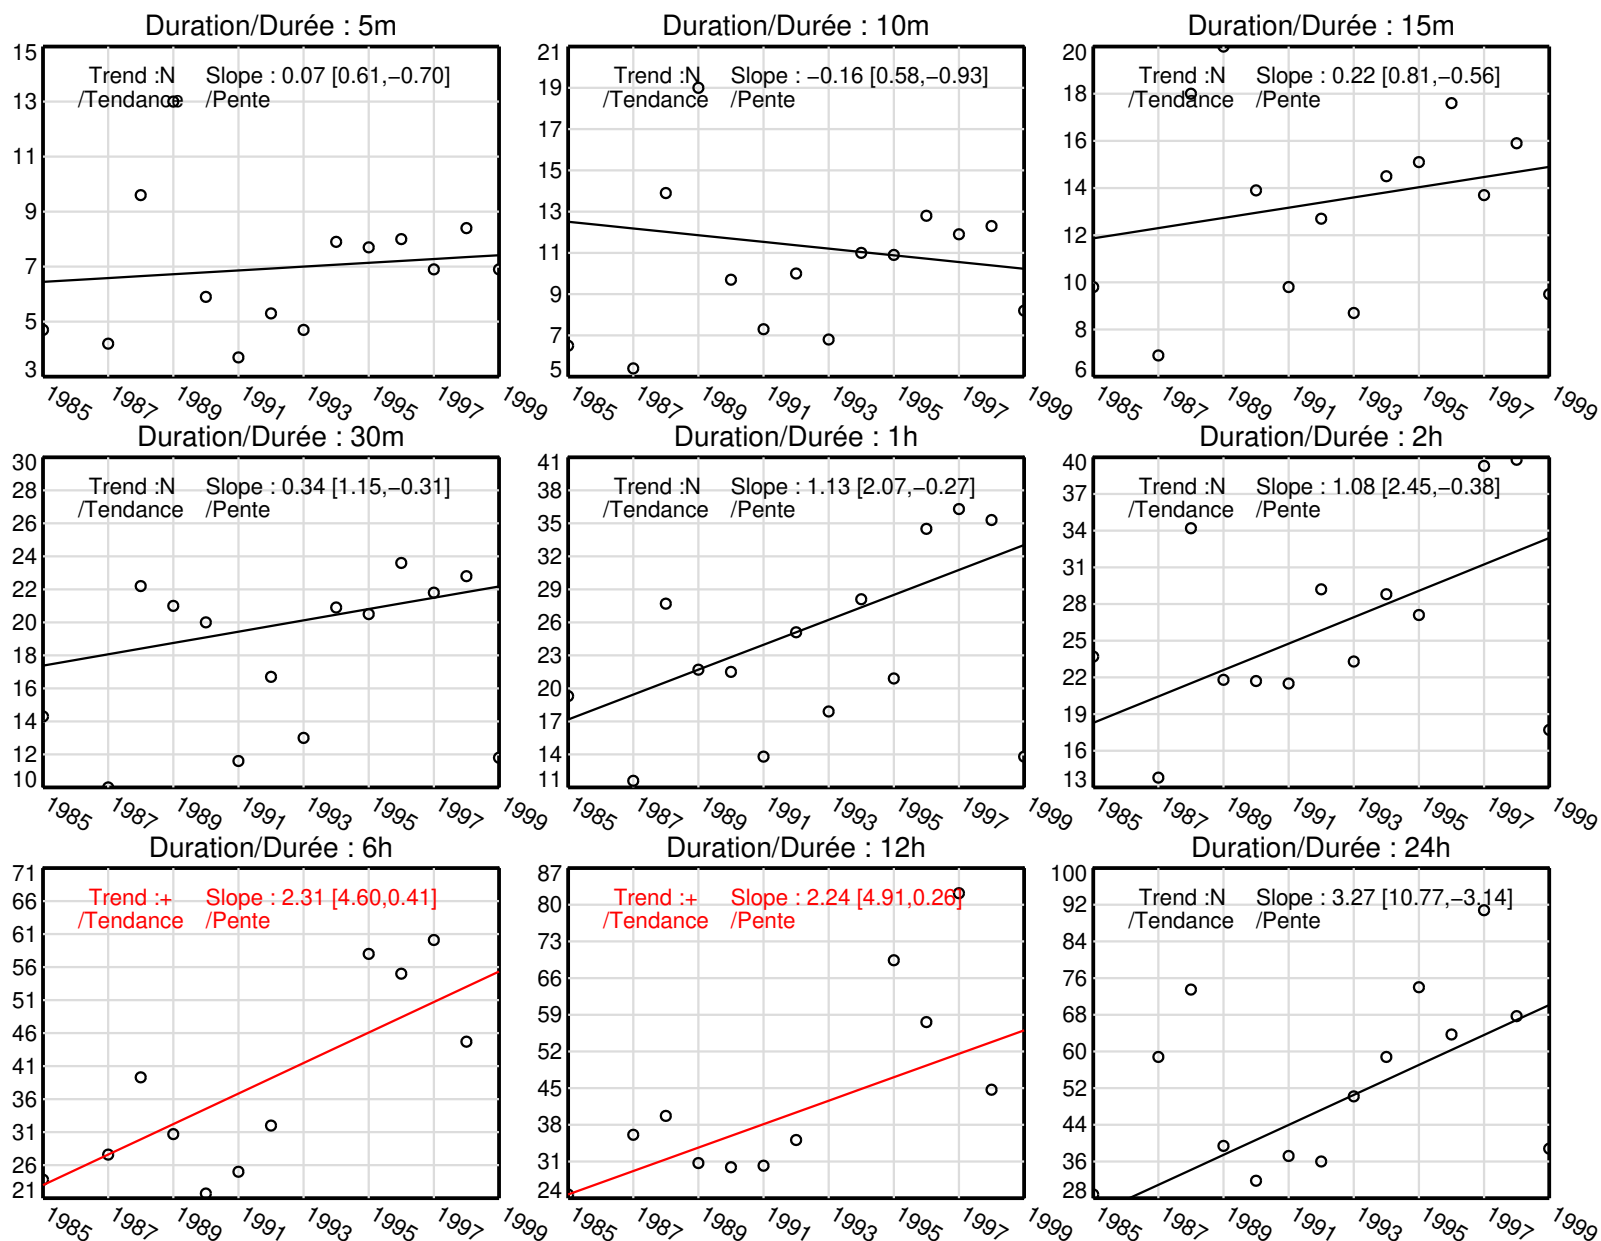 Duration/Durée : 5m
Trend :N Slope : 0.07 [0.61,−0.70]
/Tendance /Pente
15
13
11
9
7
5
3
1985 1987 1989 1991 1993 1995 1997 1999
Duration/Durée : 10m
Trend :N Slope : −0.16 [0.58,−0.93]
/Tendance /Pente
21
19
17
15
13
11
9
7
5
1985 1987 1989 1991 1993 1995 1997 1999
Duration/Durée : 15m
Trend :N Slope : 0.22 [0.81,−0.56]
/Tendance /Pente
20
18
16
14
12
10
8
6
1985 1987 1989 1991 1993 1995 1997 1999
Duration/Durée : 30m
Trend :N Slope : 0.34 [1.15,−0.31]
/Tendance /Pente
30
28
26
24
22
20
18
16
14
12
10
1985 1987 1989 1991 1993 1995 1997 1999
Duration/Durée : 1h
Trend :N Slope : 1.13 [2.07,−0.27]
/Tendance /Pente
41
38
35
32
29
26
23
20
17
14
11
1985 1987 1989 1991 1993 1995 1997 1999
Duration/Durée : 2h
Trend :N Slope : 1.08 [2.45,−0.38]
/Tendance /Pente
40
37
34
31
28
25
22
19
16
13
1985 1987 1989 1991 1993 1995 1997 1999
Duration/Durée : 6h
Trend :+ Slope : 2.31 [4.60,0.41]
/Tendance /Pente
71
66
61
56
51
46
41
36
31
26
21
1985 1987 1989 1991 1993 1995 1997 1999
Duration/Durée : 12h
Trend :+ Slope : 2.24 [4.91,0.26]
/Tendance /Pente
87
80
73
66
59
52
45
38
31
24
1985 1987 1989 1991 1993 1995 1997 1999
Duration/Durée : 24h
Trend :N Slope : 3.27 [10.77,−3.14]
/Tendance /Pente
100
92
84
76
68
60
52
44
36
28
1985 1987 1989 1991 1993 1995 1997 1999